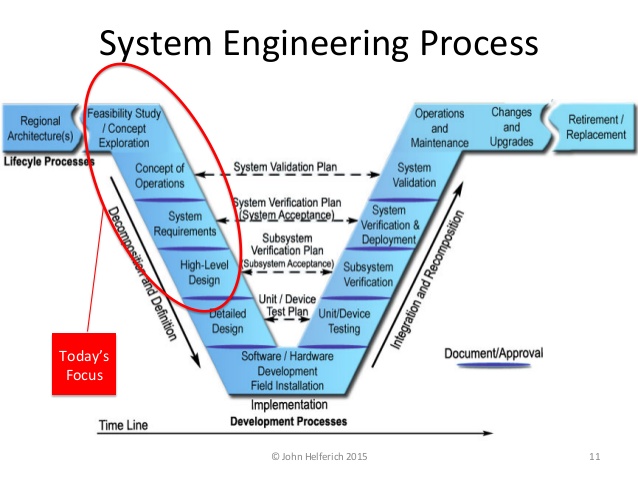 System Engineering Process
Regional
Architecture(s)
Feasibility Study
/ Concept
Exploration
Operations
and
Maintenance
Changes
and
Upgrades
Retirement /
Replacement
Lifecyle Processes
Concept of
Operations
System Validation Plan
System
Validation
System
Requirements
System Verification Plan
(System Acceptance)
System
Verification &
Deployment
High-Level
Design
Subsystem
Verification Plan
(Subsystem Acceptance)
Subsystem
Verification
Detailed
Design
Unit / Device
Test Plan
Unit/Device
Testing
Decomposition and Definition
Integration and Recomposition
Today's
Focus
Software / Hardware
Development
Field Installation
Document/Approval
Implementation
Time Line
Development Processes
© John Helferich 2015
11